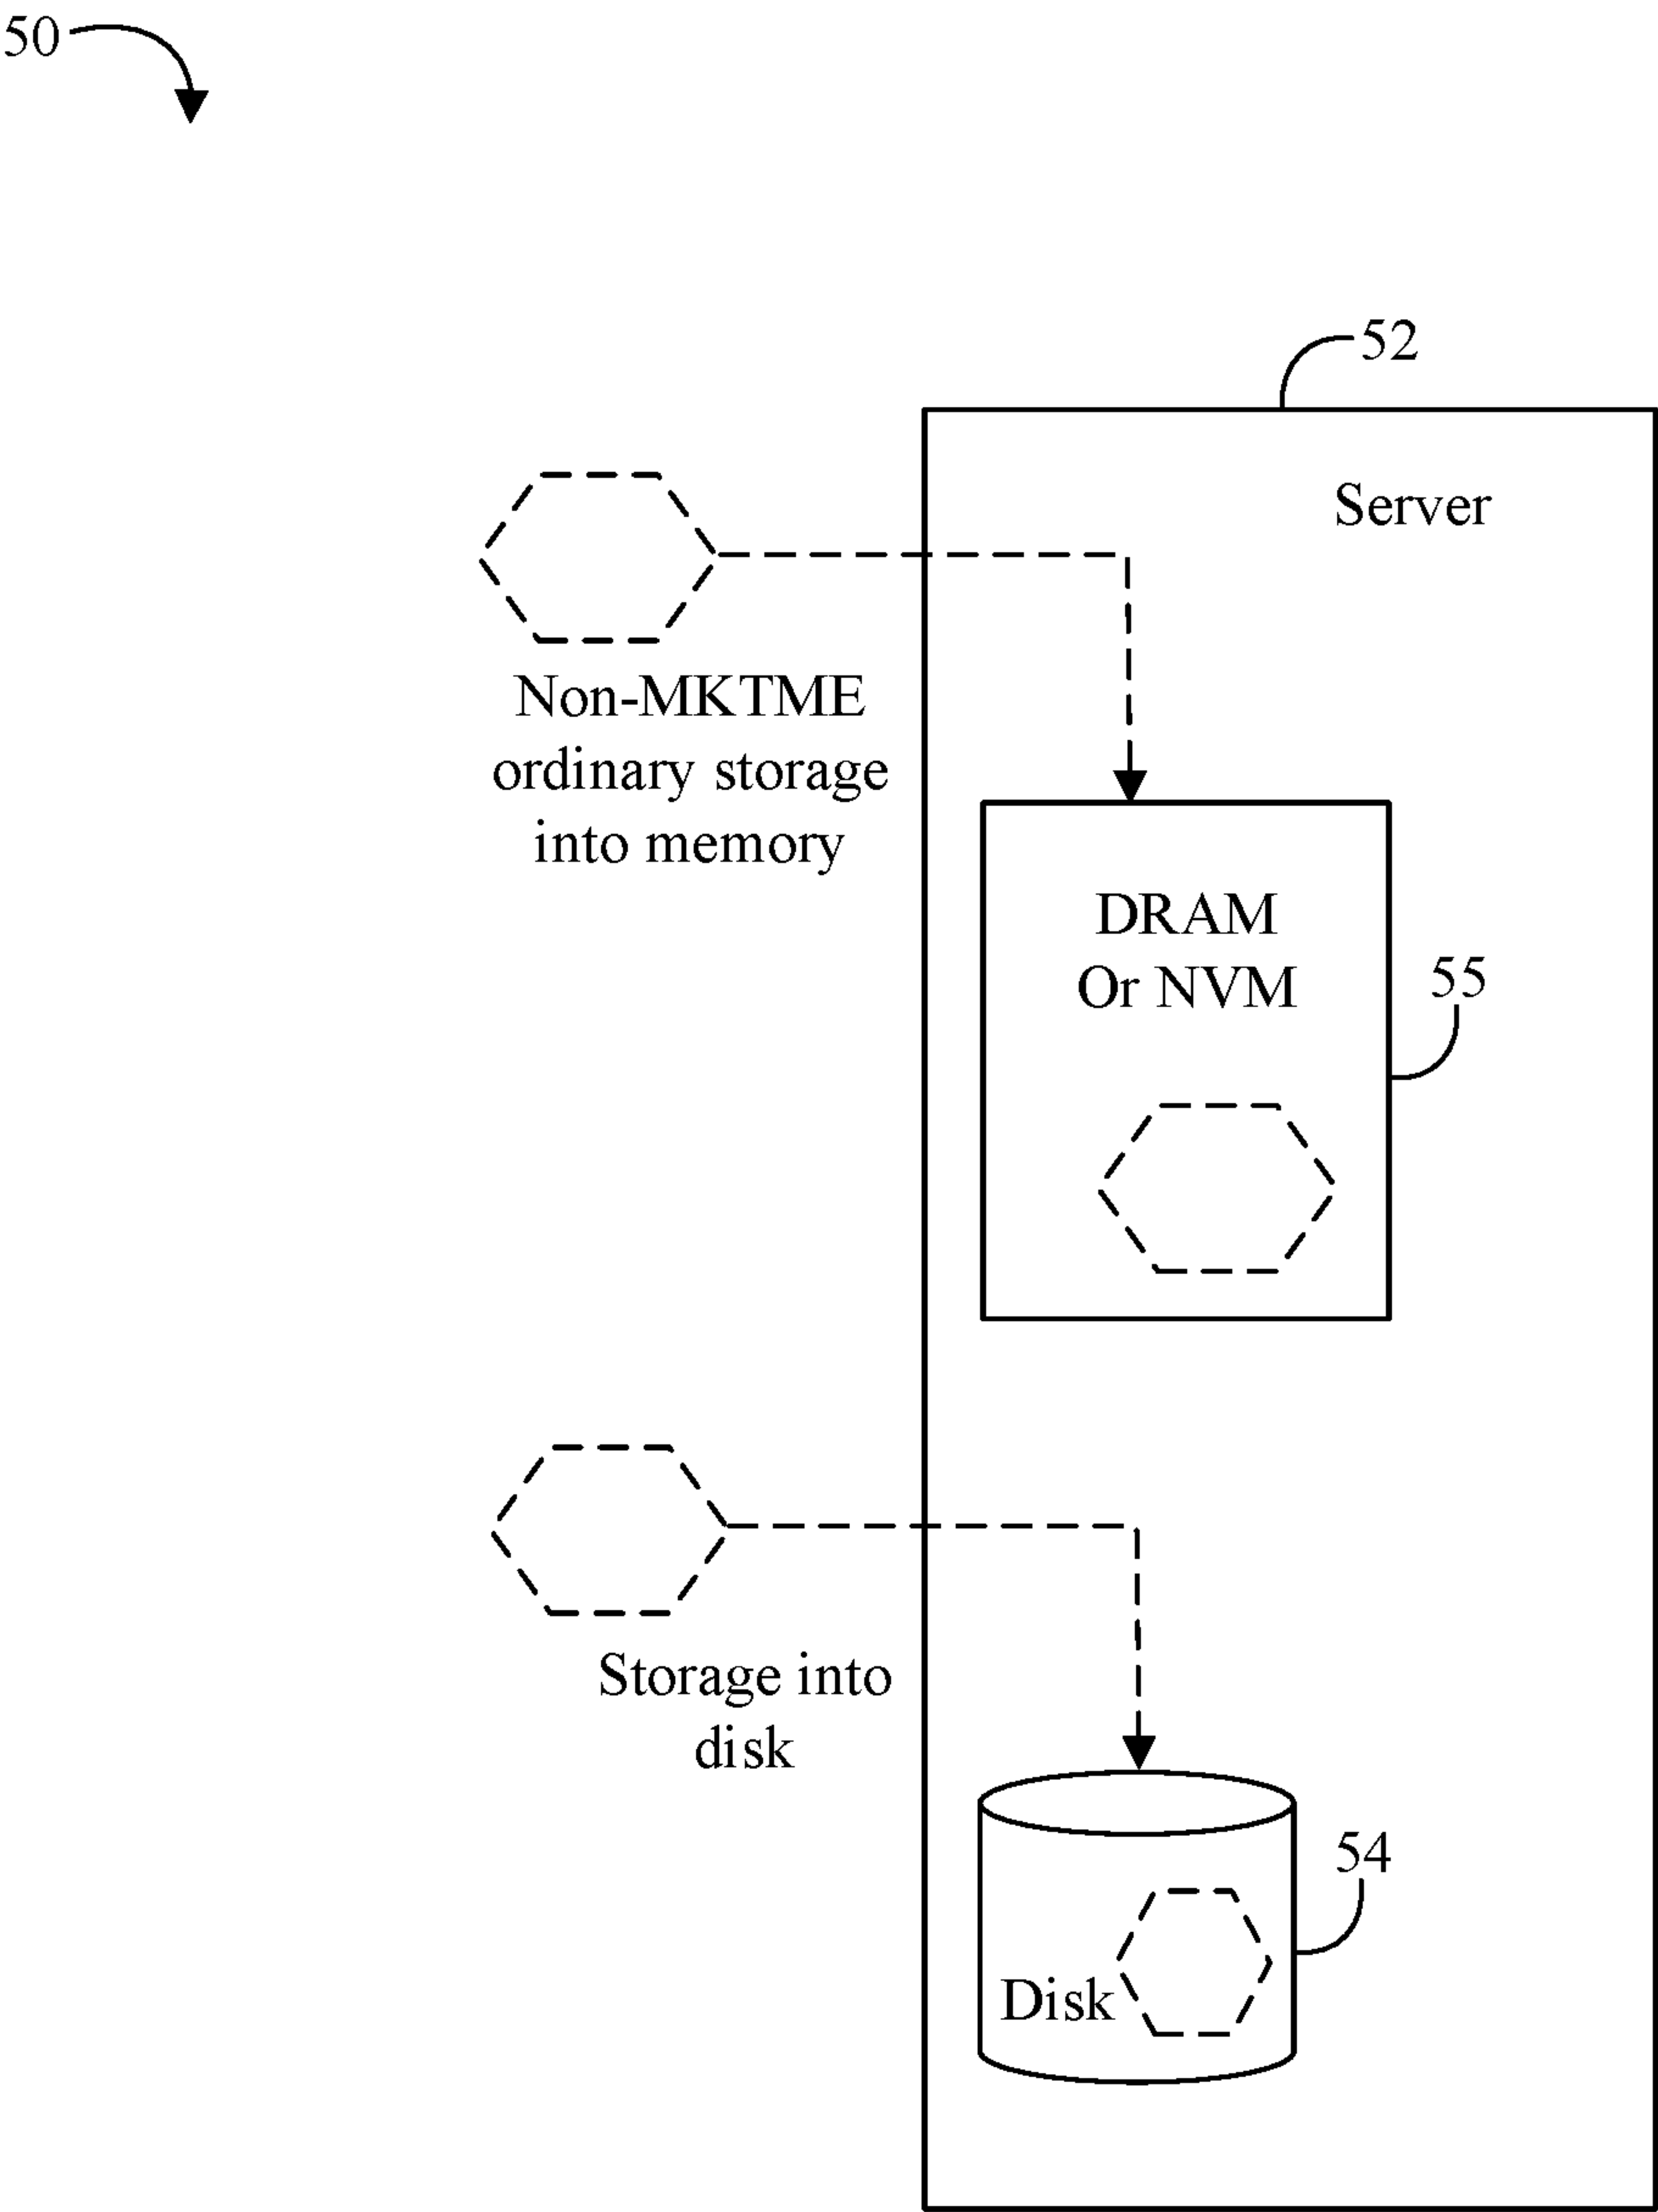 50
52
Server
Non-MKTME
ordinary storage
into memory
DRAM
Or NVM
55
Storage into
disk
54
Disk